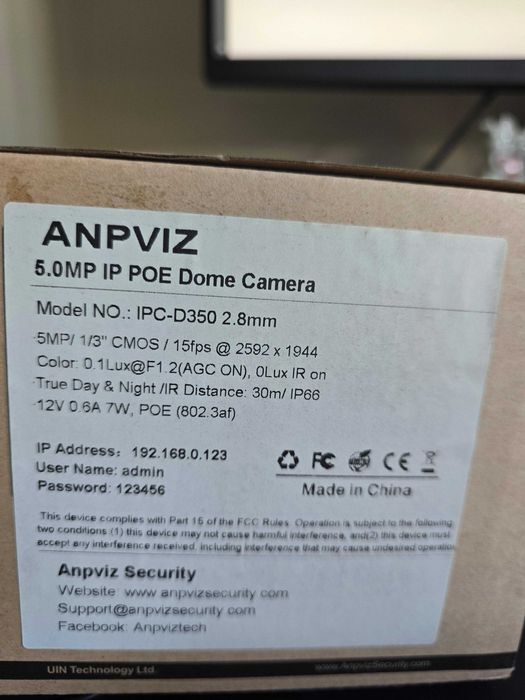 ANPVIZ
5.0MP IP POE Dome Camera
Model NO.: IPC-D350 2.8mm
5MP/ 1/3" CMOS / 15fps @ 2592 x 1944
Color: 0.1Lux@F1.2(AGC ON), 0Lux IR on
True Day & Night /IR Distance: 30m/ IP66
12V 0.6A 7W, POE (802.3af)
IP Address: 192.168.0.123
User Name: admin
Password: 123456
FC CE
Made in China
This device complies with Part 15 of the FCC Rules. Operation is subject to the following
two conditions:(1) this device may not cause harmful interference, and(2) this device must
accept any interference received, including interference that may cause undesired operation
Anpviz Security
Website: www.anpvizsecurity.com
Support@anpvizsecurity.com
Facebook: Anpviztech
UIN Technology Ltd.
www.AnpvizSecurity.com